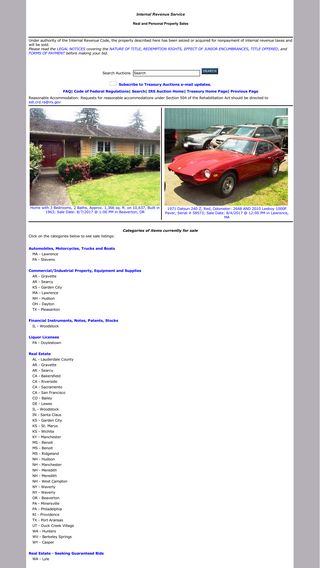 Internal Revenue Service
Real and Personal Property Sales
Under authority of the Internal Revenue Code, the property described here has been seized or acquired for nonpayment of internal revenue taxes and will be sold.
Please read the LEGAL NOTICES covering the NATURE OF TITLE, REDEMPTION RIGHTS, EFFECT OF JUNIOR ENCUMBRANCES, TITLE OFFERED, and FORMS OF PAYMENT before making your bid.
Search Auctions Search SEARCH
Subscribe to Treasury Auctions e-mail updates.
FAQ| Code of Federal Regulations| Search| IRS Auction Home| Treasury Home Page| Previous Page
Reasonable Accommodation: Requests for reasonable accommodations under Section 504 of the Rehabilitation Act should be directed to
Home with 3 Bedrooms, 2 Baths, Approx. 1,366 sq. ft. on 10,637, Built in 1963; Sale Date: 8/7/2017 @ 1:00 PM in Beaverton, OR
1971 Datsun 240 Z, Red, Odometer: 2648 AND 2010 Lexboy 1000F Paver, Serial # 58573; Sale Date: 8/4/2017 @ 12:00 PM in Lawrence, MA
Categories of items currently for sale
Click on the categories below to see sale listings:
Automobiles, Motorcycles, Trucks and Boats
MA - Lawrence
PA - Stevens
Commercial/Industrial Property, Equipment and Supplies
AR - Gravette
AR - Searcy
KS - Garden City
MA - Lawrence
NH - Hudson
OH - Dayton
TX - Pleasanton
Financial Instruments, Notes, Patents, Stocks
IL - Woodstock
Liquor Licenses
PA - Doylestown
Real Estate
AL - Lauderdale County
AR - Gravette
AR - Searcy
CA - Bakersfield
CA - Riverside
CA - Sacramento
CA - San Francisco
CO - Bailey
DE - Lewes
IL - Woodstock
IN - Santa Claus
KS - Garden City
KS - St. Marys
KS - Wichita
KY - Manchester
MS - Benoit
MS - Benoit
MS - Ridgeland
NH - Hudson
NH - Manchester
NH - Meredith
NH - Meredith
NH - West Campton
NY - Waverly
NY - Waverly
OR - Beaverton
PA - Minersville
PA - Philadelphia
RI - Providence
TX - Port Aransas
UT - Duck Creek Village
WA - Hunters
WV - Berkeley Springs
WY - Casper
Real Estate - Seeking Guaranteed Bids
WA - Lyle